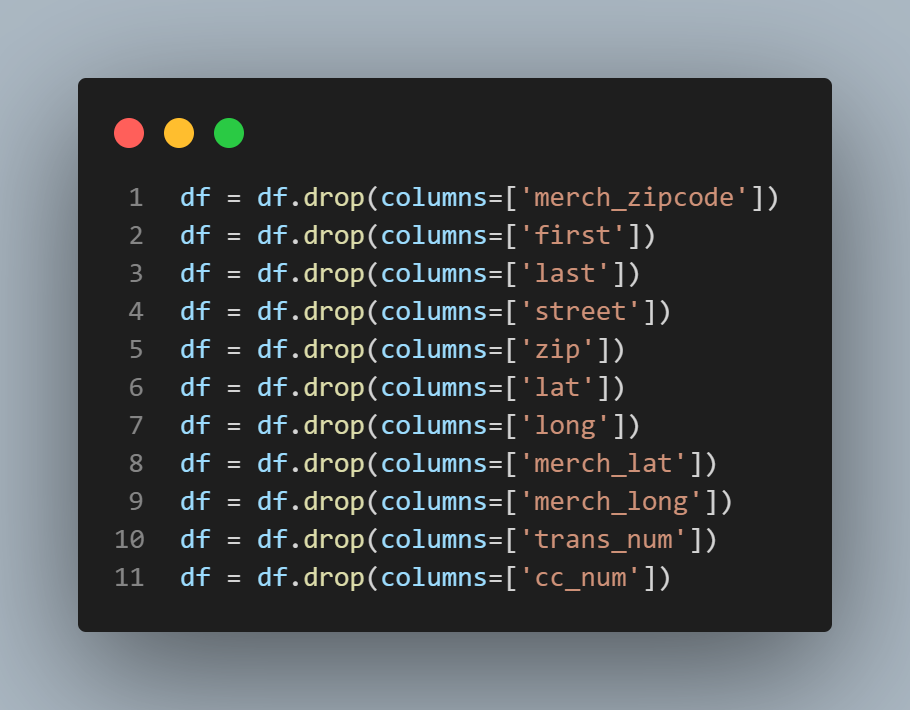 1 df = df.drop(columns=['merch_zipcode'])
2 df = df.drop(columns=['first'])
3 df = df.drop(columns=['last'])
4 df = df.drop(columns=['street'])
5 df = df.drop(columns=['zip'])
6 df = df.drop(columns=['lat'])
7 df = df.drop(columns=['long'])
8 df = df.drop(columns=['merch_lat'])
9 df = df.drop(columns=['merch_long'])
10 df = df.drop(columns=['trans_num'])
11 df = df.drop(columns=['cc_num'])